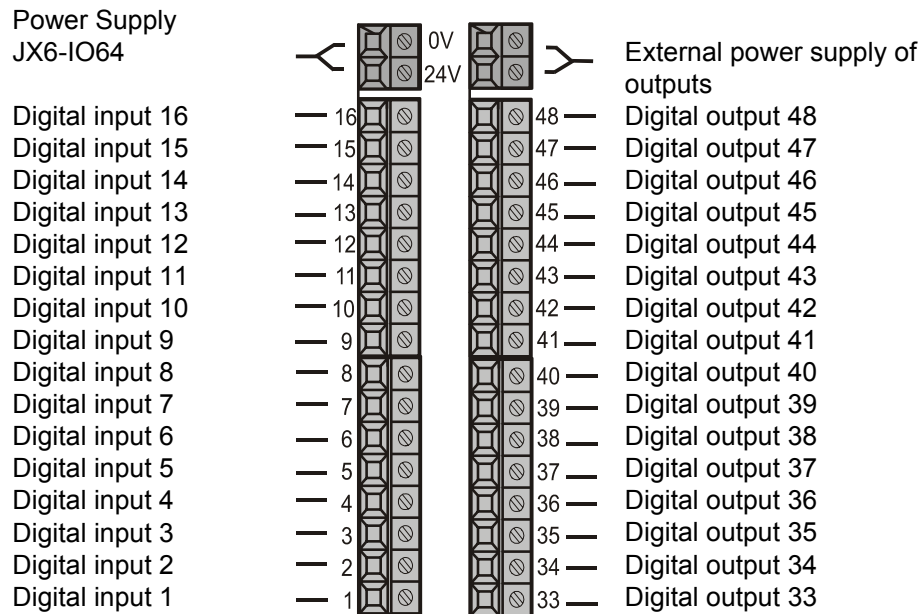 Power Supply
JX6-IO64
0V
24V
External power supply of
outputs
Digital input 16 16 48 Digital output 48
Digital input 15 15 47 Digital output 47
Digital input 14 14 46 Digital output 46
Digital input 13 13 45 Digital output 45
Digital input 12 12 44 Digital output 44
Digital input 11 11 43 Digital output 43
Digital input 10 10 42 Digital output 42
Digital input 9 9 41 Digital output 41
Digital input 8 8 40 Digital output 40
Digital input 7 7 39 Digital output 39
Digital input 6 6 38 Digital output 38
Digital input 5 5 37 Digital output 37
Digital input 4 4 36 Digital output 36
Digital input 3 3 35 Digital output 35
Digital input 2 2 34 Digital output 34
Digital input 1 1 33 Digital output 33